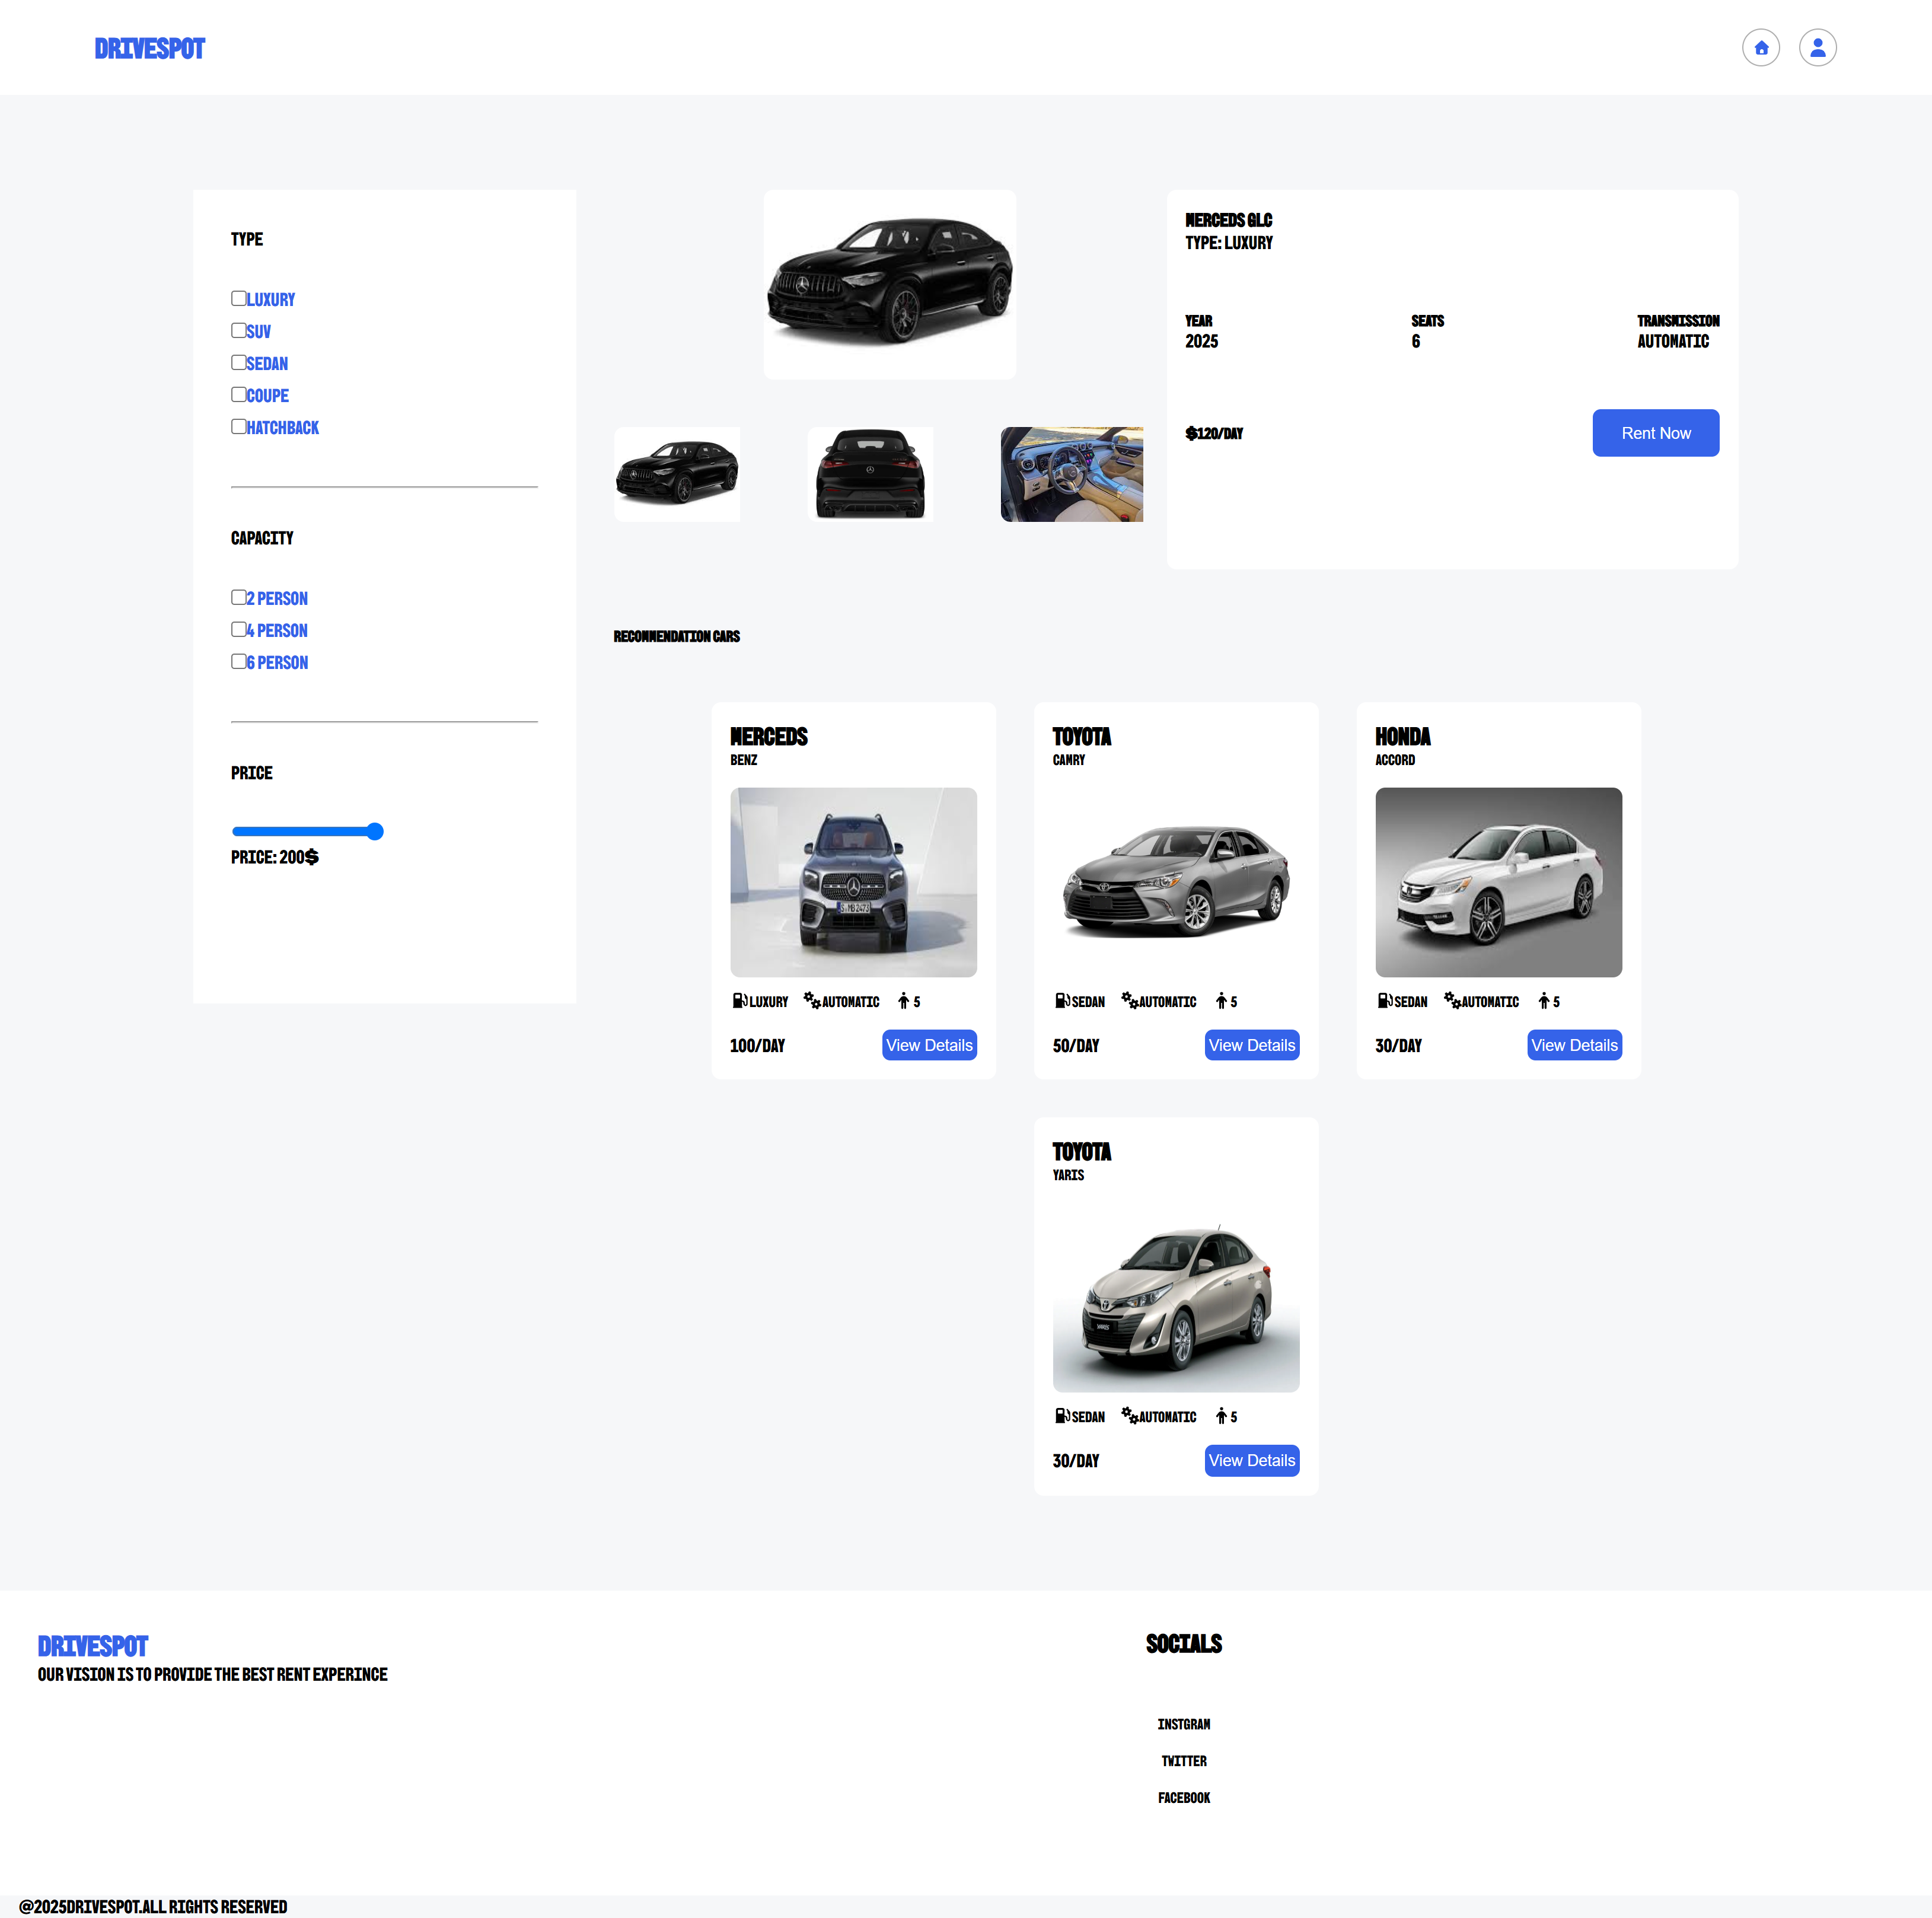 DRIVESPOT
TYPE
LUXURY
SUV
SEDAN
COUPE
HATCHBACK
CAPACITY
2 PERSON
4 PERSON
6 PERSON
PRICE
PRICE: 200$
MERCEDS GLC
TYPE: LUXURY
YEAR
2025
SEATS
6
TRANSMISSION
AUTOMATIC
$120/DAY
Rent Now
RECOMMENDATION CARS
MERCEDS
BENZ
S·MB 2473
LUXURY AUTOMATIC 5
100/DAY View Details
TOYOTA
CAMRY
SEDAN AUTOMATIC 5
50/DAY View Details
HONDA
ACCORD
SEDAN AUTOMATIC 5
30/DAY View Details
TOYOTA
YARIS
YARIS
SEDAN AUTOMATIC 5
30/DAY View Details
DRIVESPOT
OUR VISION IS TO PROVIDE THE BEST RENT EXPERINCE
SOCIALS
INSTGRAM
TWITTER
FACEBOOK
@2025DRIVESPOT.ALL RIGHTS RESERVED